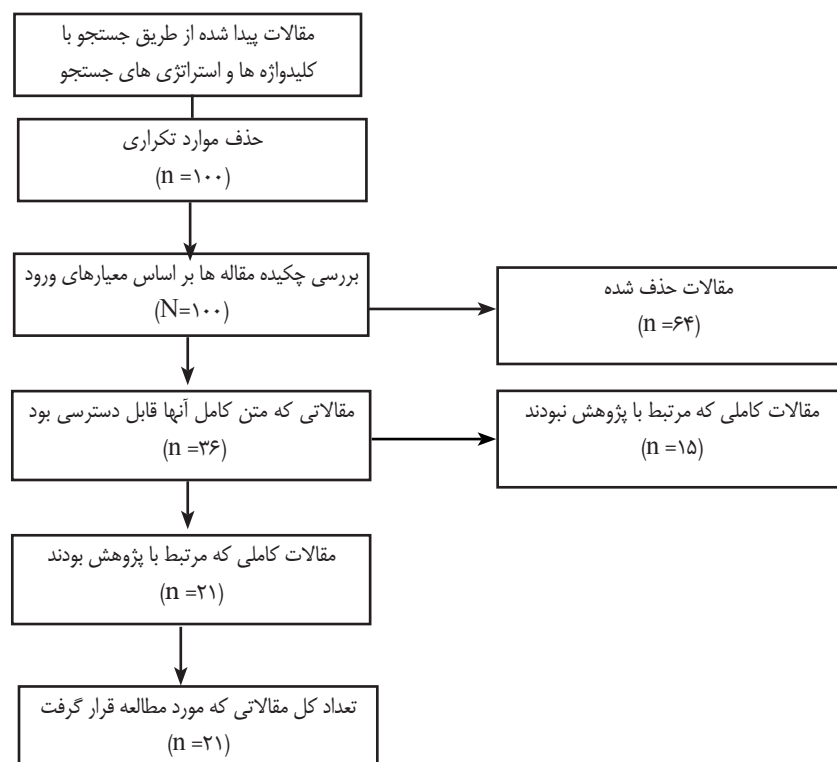 مقالات پیدا شده از طریق جستجو با
کلیدواژه ها و استراتژی های جستجو
حذف موارد تکراری
(n =۱۰۰)
بررسی چکیده مقاله ها بر اساس معیارهای ورود
(N=۱۰۰)
مقالات حذف شده
(n =۶۴)
مقالاتی که متن کامل آنها قابل دسترسی بود
(n =۳۶)
مقالات کاملی که مرتبط با پژوهش نبودند
(n =۱۵)
مقالات کاملی که مرتبط با پژوهش بودند
(n =۲۱)
تعداد کل مقالاتی که مورد مطالعه قرار گرفت
(n =۲۱)